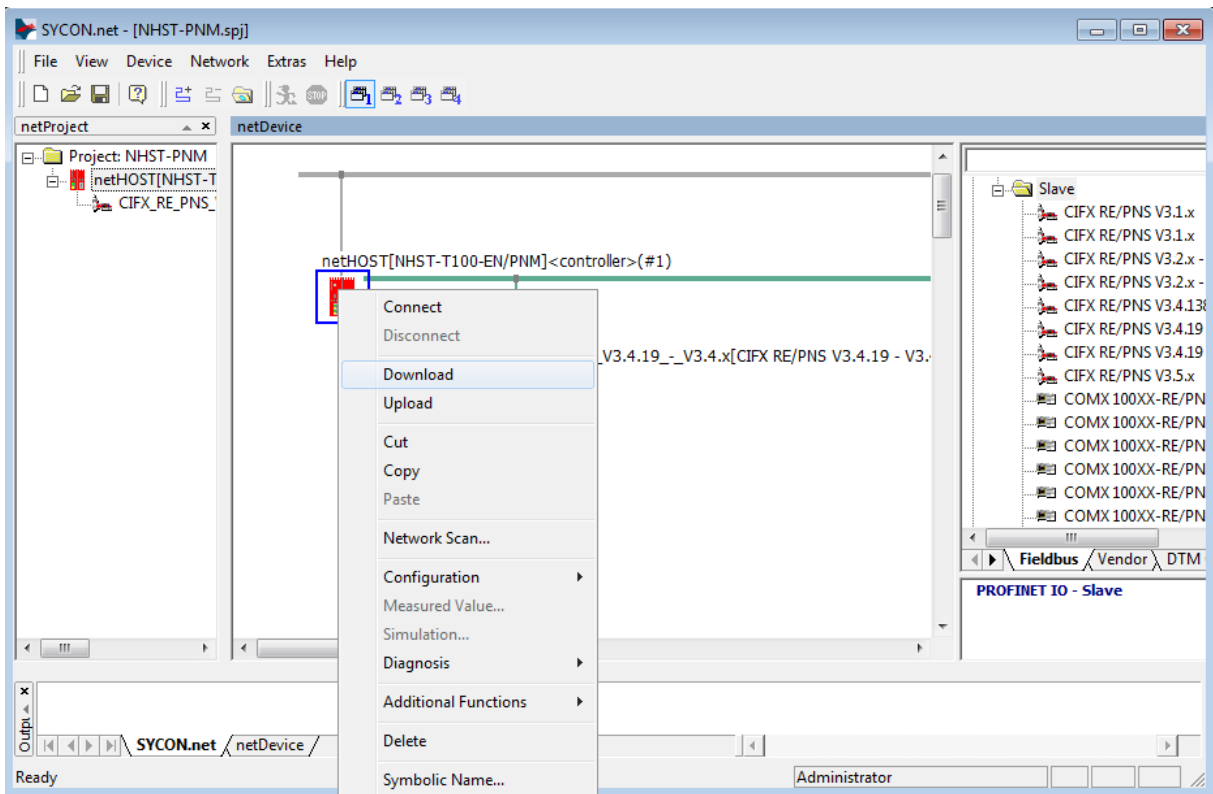 SYCON.net - [NHST-PNM.spj]
File View Device Network Extras Help
netProject
netDevice
Project: NHST-PNM
netHOST[NHST-T
CIFX_RE_PNS_
netHOST[NHST-T100-EN/PNM]<controller>(#1)
_V3.4.19_-_V3.4.x[CIFX RE/PNS V3.4.19 - V3.
Connect
Disconnect
Download
Upload
Cut
Copy
Paste
Network Scan...
Configuration
Measured Value...
Simulation...
Diagnosis
Additional Functions
Delete
Symbolic Name...
Slave
CIFX RE/PNS V3.1.x
CIFX RE/PNS V3.1.x
CIFX RE/PNS V3.2.x -
CIFX RE/PNS V3.2.x -
CIFX RE/PNS V3.4.138
CIFX RE/PNS V3.4.19
CIFX RE/PNS V3.4.19
CIFX RE/PNS V3.5.x
COMX 100XX-RE/PN
COMX 100XX-RE/PN
COMX 100XX-RE/PN
COMX 100XX-RE/PN
COMX 100XX-RE/PN
COMX 100XX-RE/PN
Fieldbus Vendor DTM
PROFINET IO - Slave
Outpu
SYCON.net netDevice
Ready
Administrator